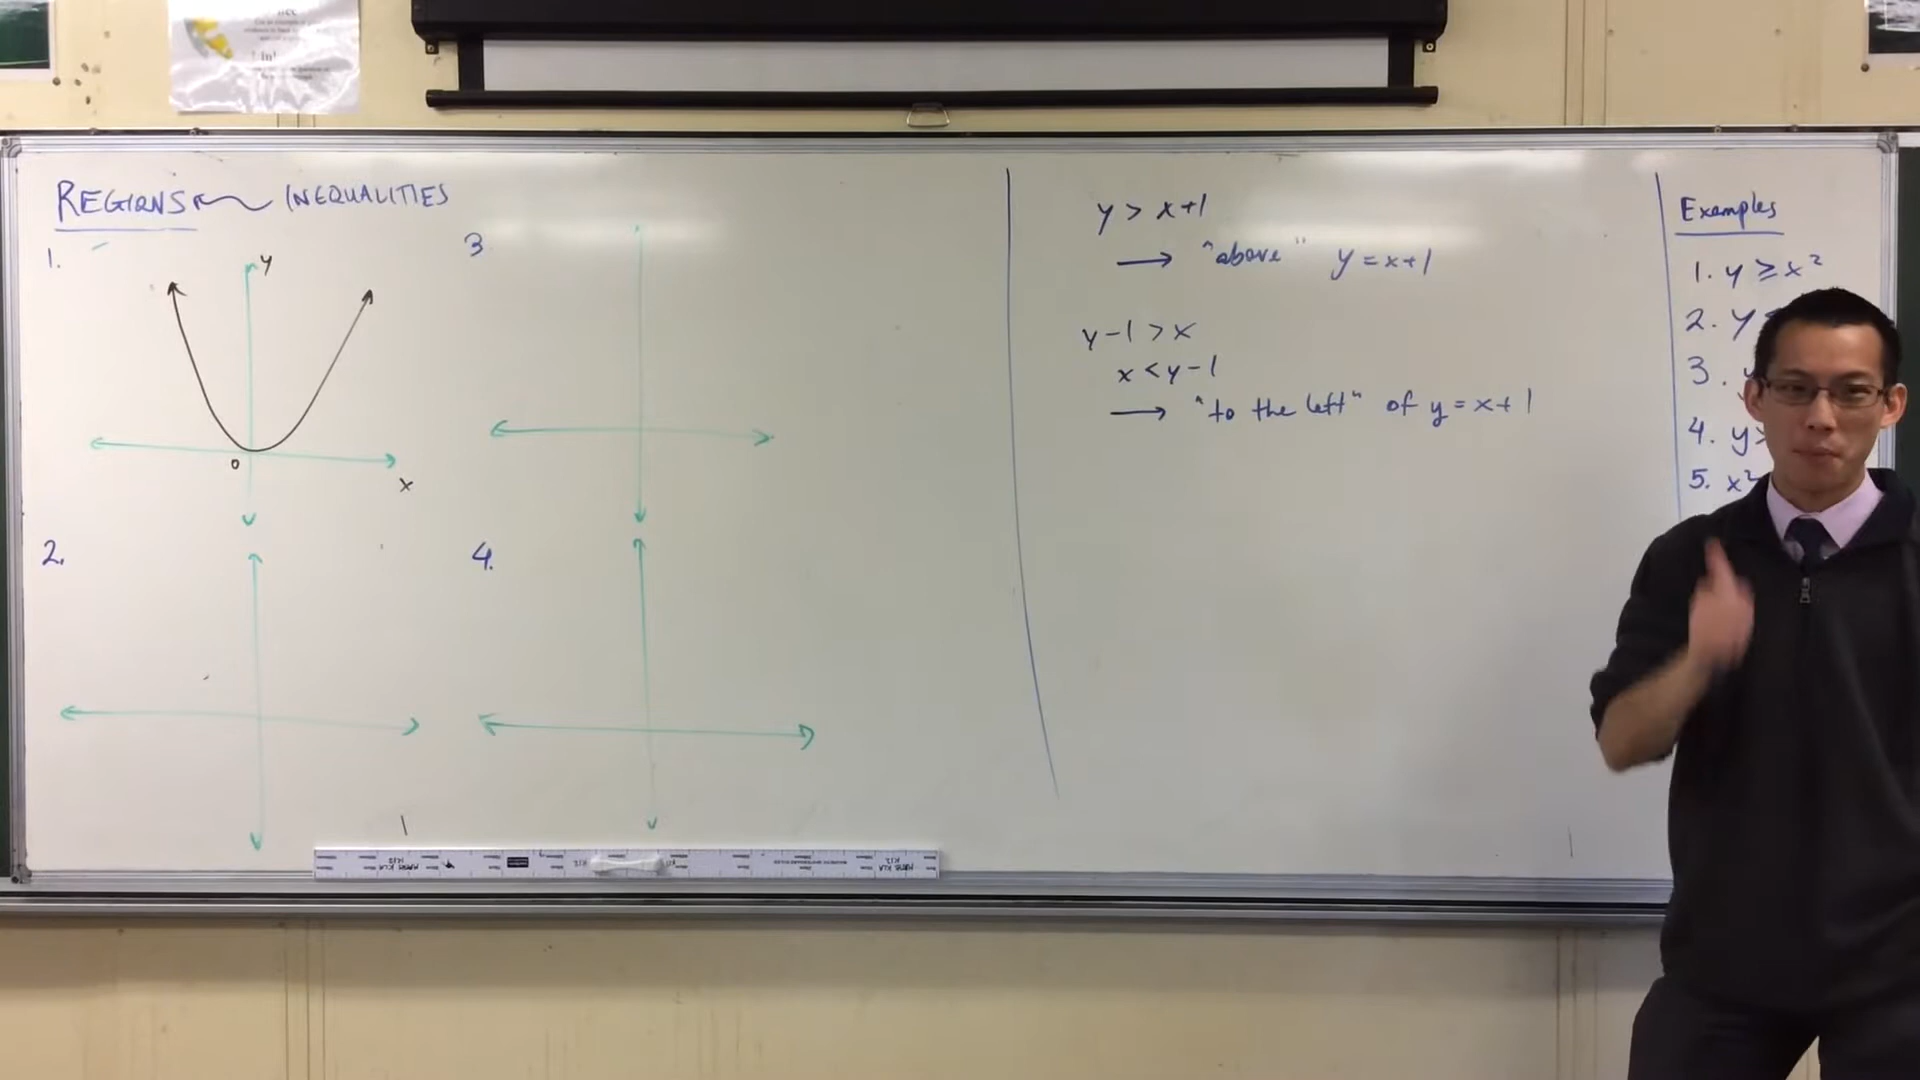 REGIONS INEQUALITIES
1.
y
0
x
2.
3
4.
y > x+1
→ "above" y = x+1
y-1 > x
x < y-1
→ "to the left" of y = x+1
Examples
1. y ≥ x²
2. y
3.
4. y>
5. x²